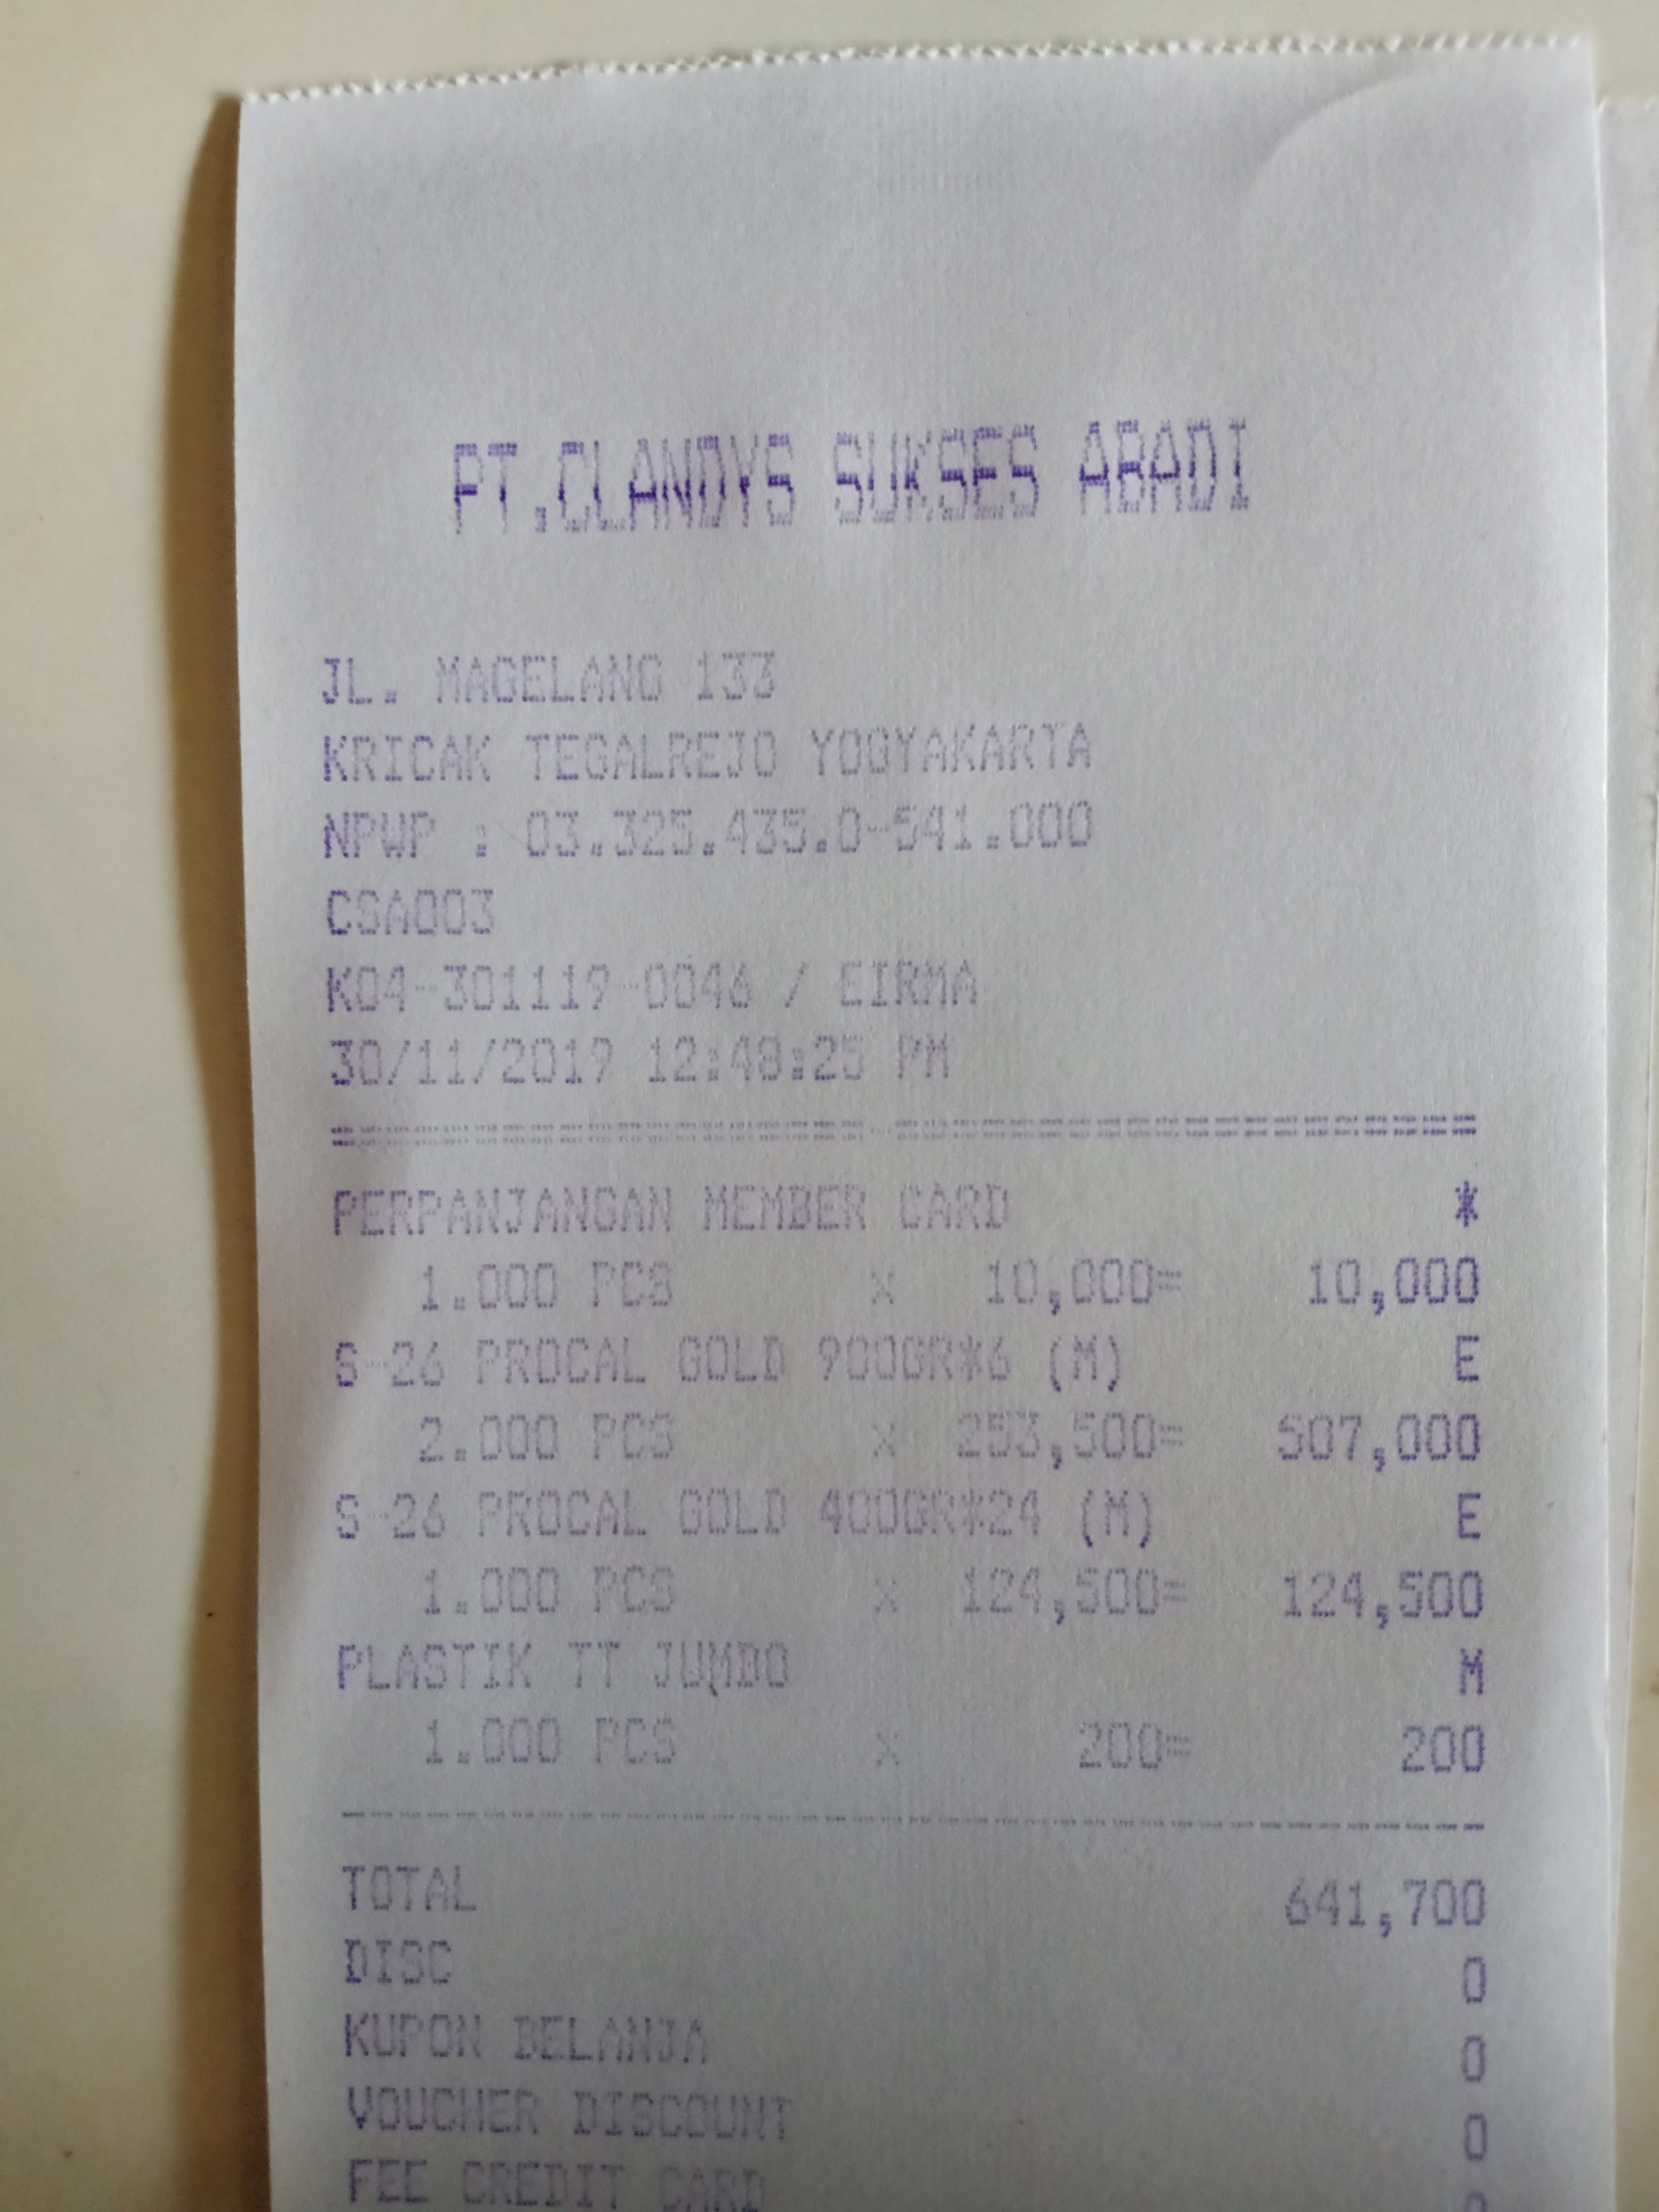 PT.CLANDYS SUKSES ABADI
JL. MAGELANG 133
KRICAK TEGALREJO YOGYAKARTA
NPWP : 03.325.435.0-541.000
CSA003
K04-301119-0046 / EIRMA
30/11/2019 12:48:25 PM
PERPANJANGAN MEMBER CARD *
1.000 PCS x 10,000= 10,000
S-26 PROCAL GOLD 900GR*6 (M) E
2.000 PCS x 253,500= 507,000
S-26 PROCAL GOLD 400GR*24 (M) E
1.000 PCS x 124,500= 124,500
PLASTIK TT JUMBO M
1.000 PCS x 200= 200
TOTAL 641,700
DISC 0
KUPON BELANJA 0
VOUCHER DISCOUNT 0
FEE CREDIT CARD 0